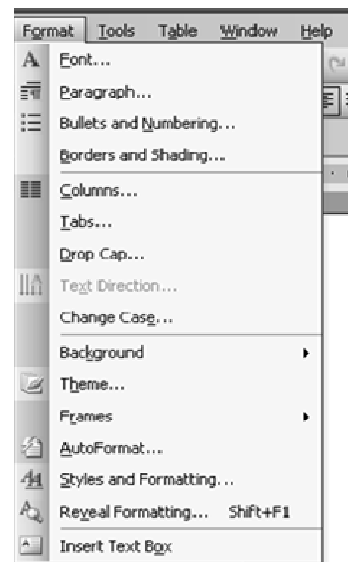 Format Tools Table Window Help
Font...
Paragraph...
Bullets and Numbering...
Borders and Shading...
Columns...
Tabs...
Drop Cap...
Text Direction...
Change Case...
Background
Theme...
Frames
AutoFormat...
Styles and Formatting...
Reveal Formatting... Shift+F1
Insert Text Box